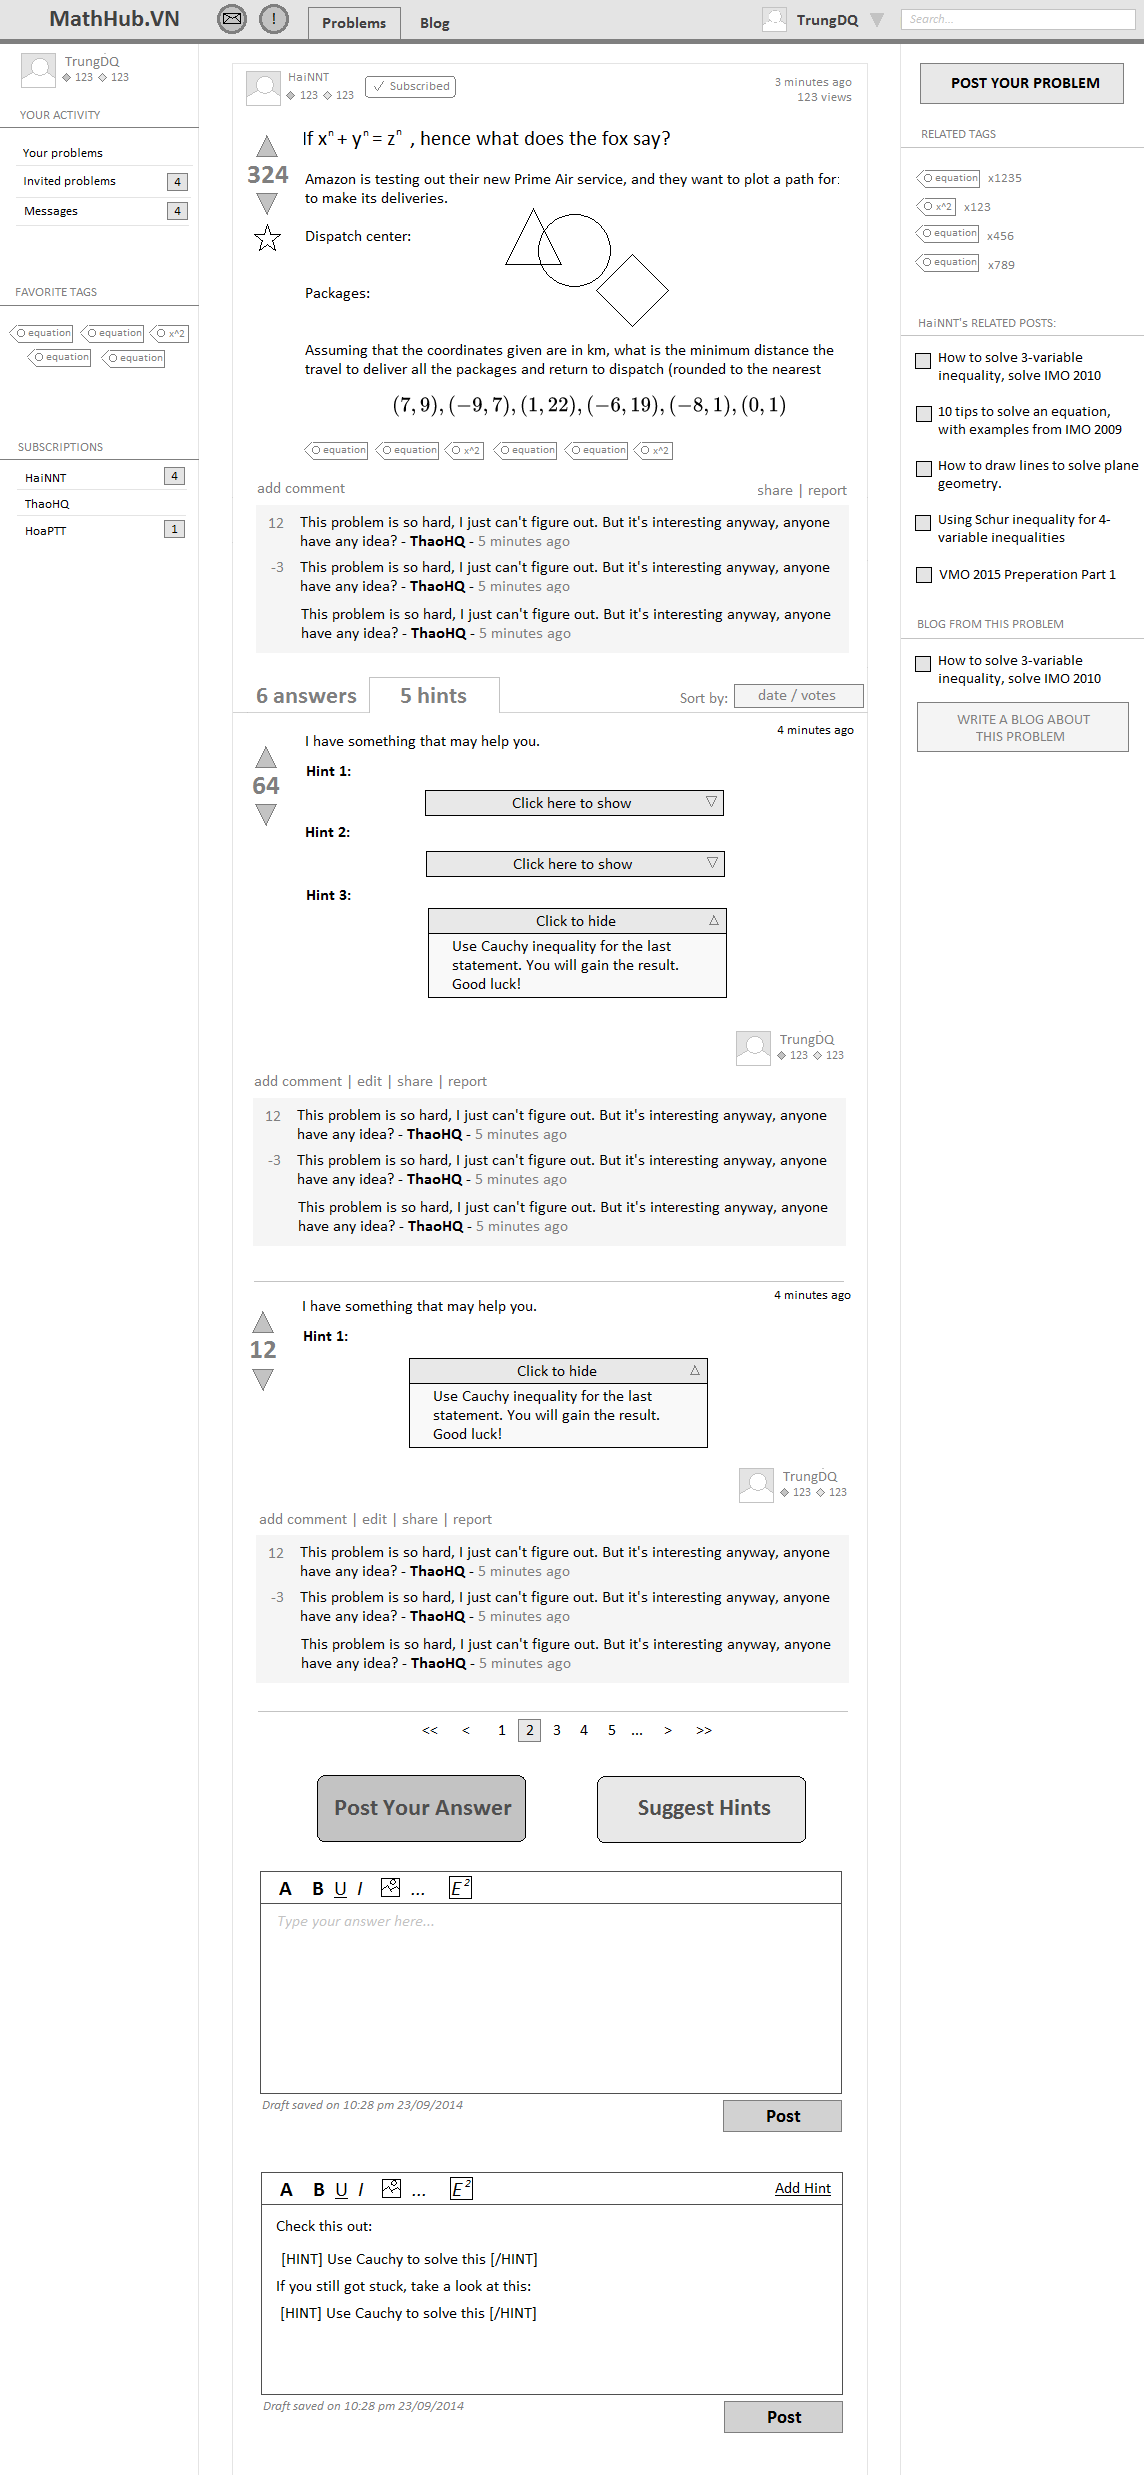 MathHub.VN
!
Problems
Blog
TrungDQ
Search...
TrungDQ
123 123
YOUR ACTIVITY
Your problems
Invited problems 4
Messages 4
FAVORITE TAGS
equation equation x^2
equation equation
SUBSCRIPTIONS
HaiNNT 4
ThaoHQ
HoaPTT 1
HaiNNT
123 123
Subscribed
3 minutes ago
123 views
If xⁿ + yⁿ = zⁿ , hence what does the fox say?
324
Amazon is testing out their new Prime Air service, and they want to plot a path for:
to make its deliveries.
Dispatch center:
Packages:
Assuming that the coordinates given are in km, what is the minimum distance the
travel to deliver all the packages and return to dispatch (rounded to the nearest
(7, 9), (−9, 7), (1, 22), (−6, 19), (−8, 1), (0, 1)
equation equation x^2 equation equation x^2
add comment
share | report
12 This problem is so hard, I just can't figure out. But it's interesting anyway, anyone
have any idea? - ThaoHQ - 5 minutes ago
-3 This problem is so hard, I just can't figure out. But it's interesting anyway, anyone
have any idea? - ThaoHQ - 5 minutes ago
This problem is so hard, I just can't figure out. But it's interesting anyway, anyone
have any idea? - ThaoHQ - 5 minutes ago
6 answers
5 hints
Sort by: date / votes
4 minutes ago
I have something that may help you.
64
Hint 1:
Click here to show
Hint 2:
Click here to show
Hint 3:
Click to hide
Use Cauchy inequality for the last
statement. You will gain the result.
Good luck!
TrungDQ
123 123
add comment | edit | share | report
12 This problem is so hard, I just can't figure out. But it's interesting anyway, anyone
have any idea? - ThaoHQ - 5 minutes ago
-3 This problem is so hard, I just can't figure out. But it's interesting anyway, anyone
have any idea? - ThaoHQ - 5 minutes ago
This problem is so hard, I just can't figure out. But it's interesting anyway, anyone
have any idea? - ThaoHQ - 5 minutes ago
4 minutes ago
I have something that may help you.
12
Hint 1:
Click to hide
Use Cauchy inequality for the last
statement. You will gain the result.
Good luck!
TrungDQ
123 123
add comment | edit | share | report
12 This problem is so hard, I just can't figure out. But it's interesting anyway, anyone
have any idea? - ThaoHQ - 5 minutes ago
-3 This problem is so hard, I just can't figure out. But it's interesting anyway, anyone
have any idea? - ThaoHQ - 5 minutes ago
This problem is so hard, I just can't figure out. But it's interesting anyway, anyone
have any idea? - ThaoHQ - 5 minutes ago
<< < 1 2 3 4 5 ... > >>
Post Your Answer
Suggest Hints
A B U I ... E²
Type your answer here...
Draft saved on 10:28 pm 23/09/2014
Post
A B U I ... E²
Add Hint
Check this out:
[HINT] Use Cauchy to solve this [/HINT]
If you still got stuck, take a look at this:
[HINT] Use Cauchy to solve this [/HINT]
Draft saved on 10:28 pm 23/09/2014
Post
POST YOUR PROBLEM
RELATED TAGS
equation x1235
x^2 x123
equation x456
equation x789
HaiNNT's RELATED POSTS:
How to solve 3-variable
inequality, solve IMO 2010
10 tips to solve an equation,
with examples from IMO 2009
How to draw lines to solve plane
geometry.
Using Schur inequality for 4-
variable inequalities
VMO 2015 Preperation Part 1
BLOG FROM THIS PROBLEM
How to solve 3-variable
inequality, solve IMO 2010
WRITE A BLOG ABOUT
THIS PROBLEM